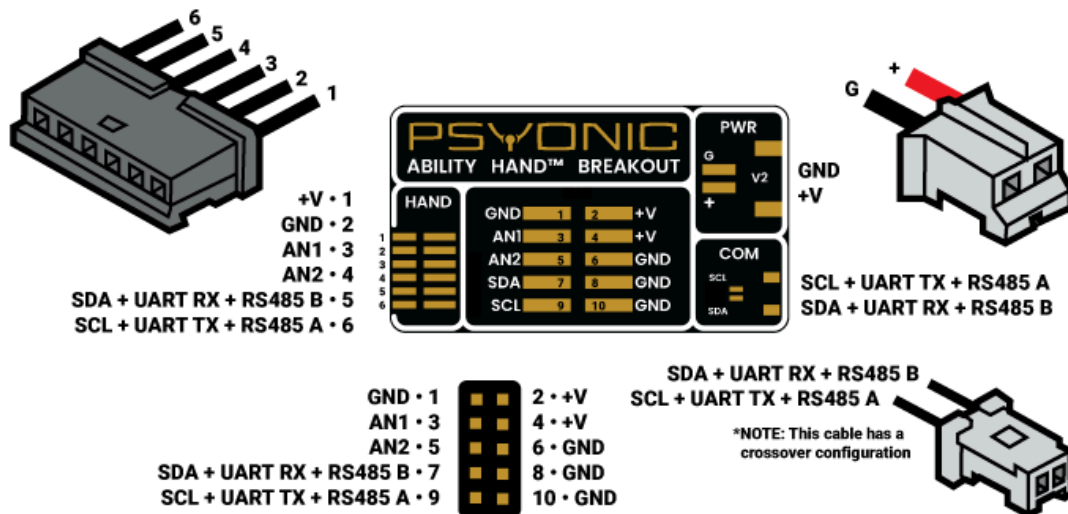 6
5
4
3
2
1
+
G
PSYONIC
ABILITY HAND™ BREAKOUT
PWR
G
V2
+
GND
+V
HAND
1
2
3
4
5
6
GND 1 2 +V
AN1 3 4 +V
AN2 5 6 GND
SDA 7 8 GND
SCL 9 10 GND
COM
SCL
SDA
+V • 1
GND • 2
AN1 • 3
AN2 • 4
SDA + UART RX + RS485 B • 5
SCL + UART TX + RS485 A • 6
SCL + UART TX + RS485 A
SDA + UART RX + RS485 B
GND • 1 2 • +V
AN1 • 3 4 • +V
AN2 • 5 6 • GND
SDA + UART RX + RS485 B • 7 8 • GND
SCL + UART TX + RS485 A • 9 10 • GND
SDA + UART RX + RS485 B
SCL + UART TX + RS485 A
*NOTE: This cable has a
crossover configuration